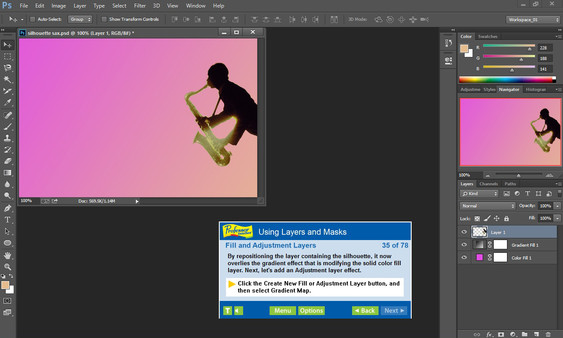 Ps File Edit Image Layer Type Select Filter 3D View Window Help
Auto-Select: Group Show Transform Controls 3D Mode: Workspace_01
silhouette sax.psd @ 100% (Layer 1, RGB/8#) *
100% Doc: 568.5K/1.14M
Color Swatches
R 228
G 188
B 141
Adjustments Styles Navigator Histogram
100%
Layers Channels Paths
Kind
Normal Opacity: 100%
Lock: Fill: 100%
Layer 1
Gradient Fill 1
Color Fill 1
Professor
Using Layers and Masks
Fill and Adjustment Layers 35 of 78
By repositioning the layer containing the silhouette, it now
overlies the gradient effect that is modifying the solid color fill
layer. Next, let's add an Adjustment layer effect.
Click the Create New Fill or Adjustment Layer button, and
then select Gradient Map.
T Menu Options Back Next